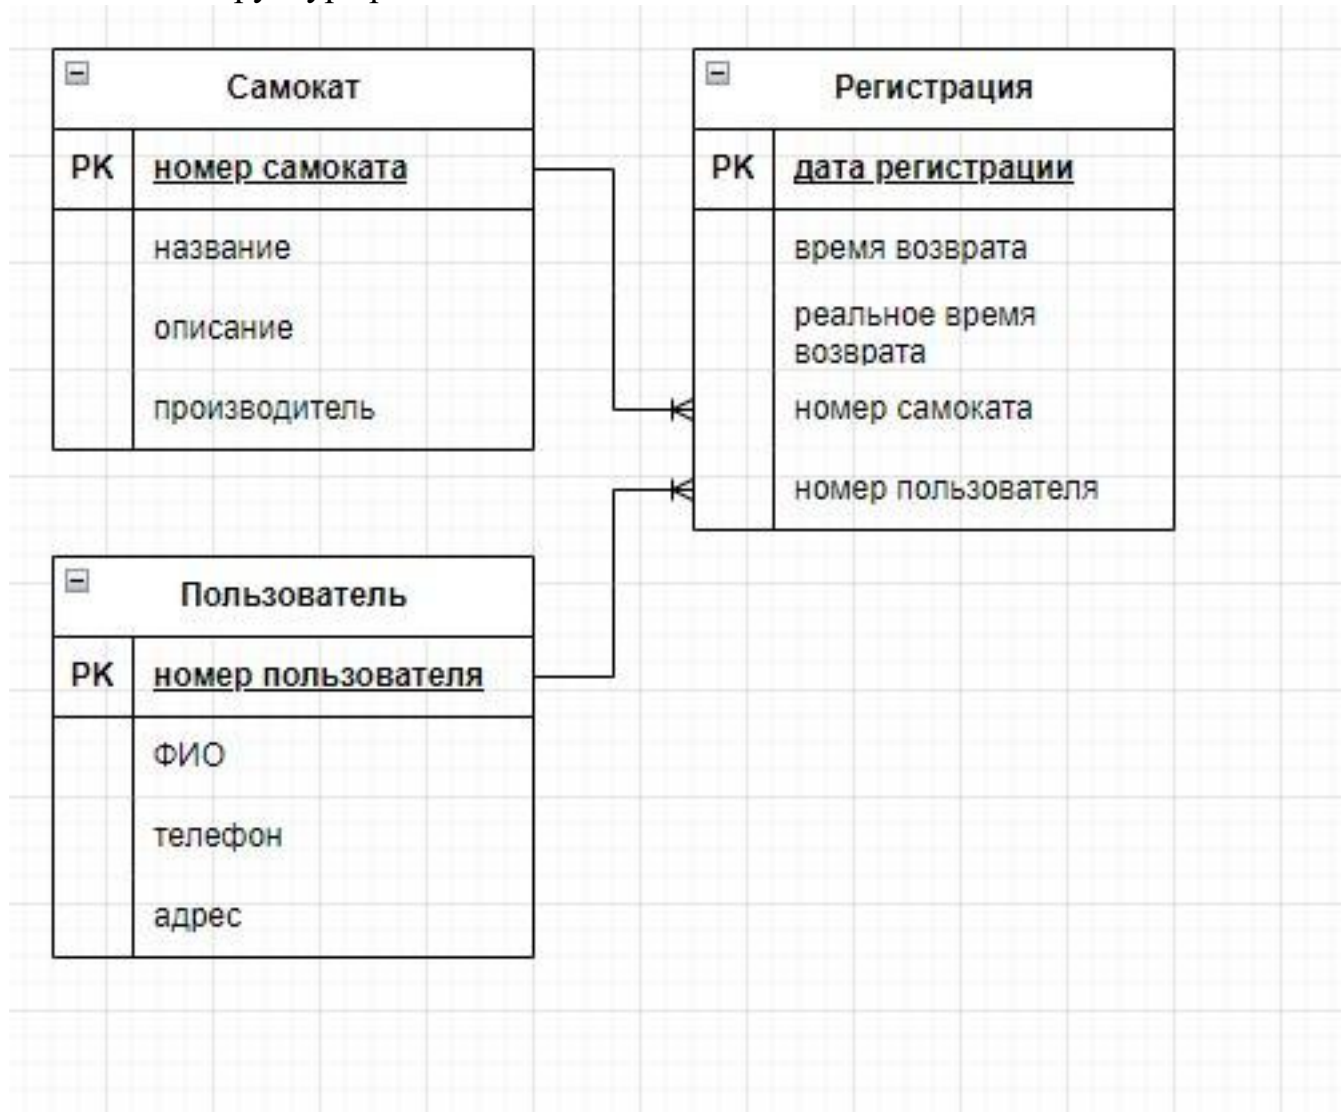 Самокат
PK номер самоката
название
описание
производитель
Регистрация
PK дата регистрации
время возврата
реальное время
возврата
номер самоката
номер пользователя
Пользователь
PK номер пользователя
ФИО
телефон
адрес